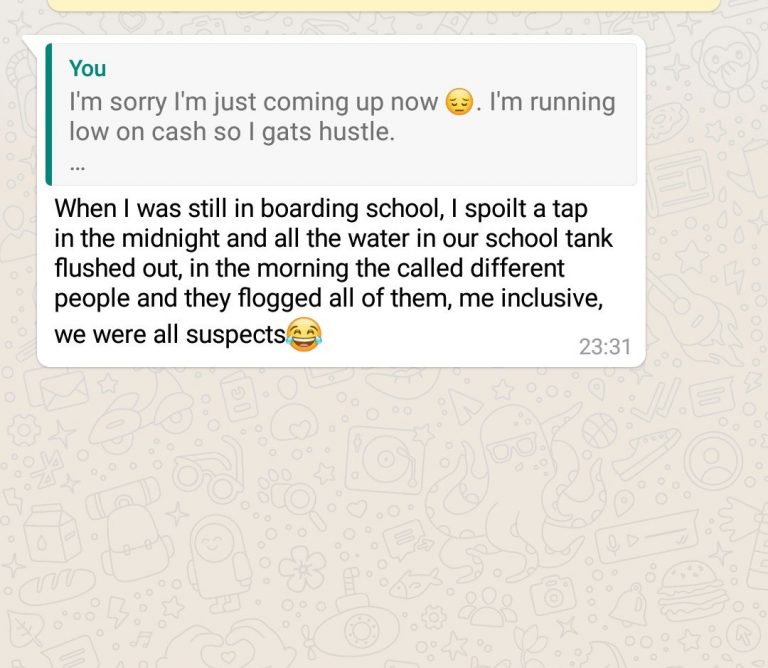 You
I'm sorry I'm just coming up now 😔. I'm running
low on cash so I gats hustle.
...
When I was still in boarding school, I spoilt a tap
in the midnight and all the water in our school tank
flushed out, in the morning the called different
people and they flogged all of them, me inclusive,
we were all suspects😂
23:31